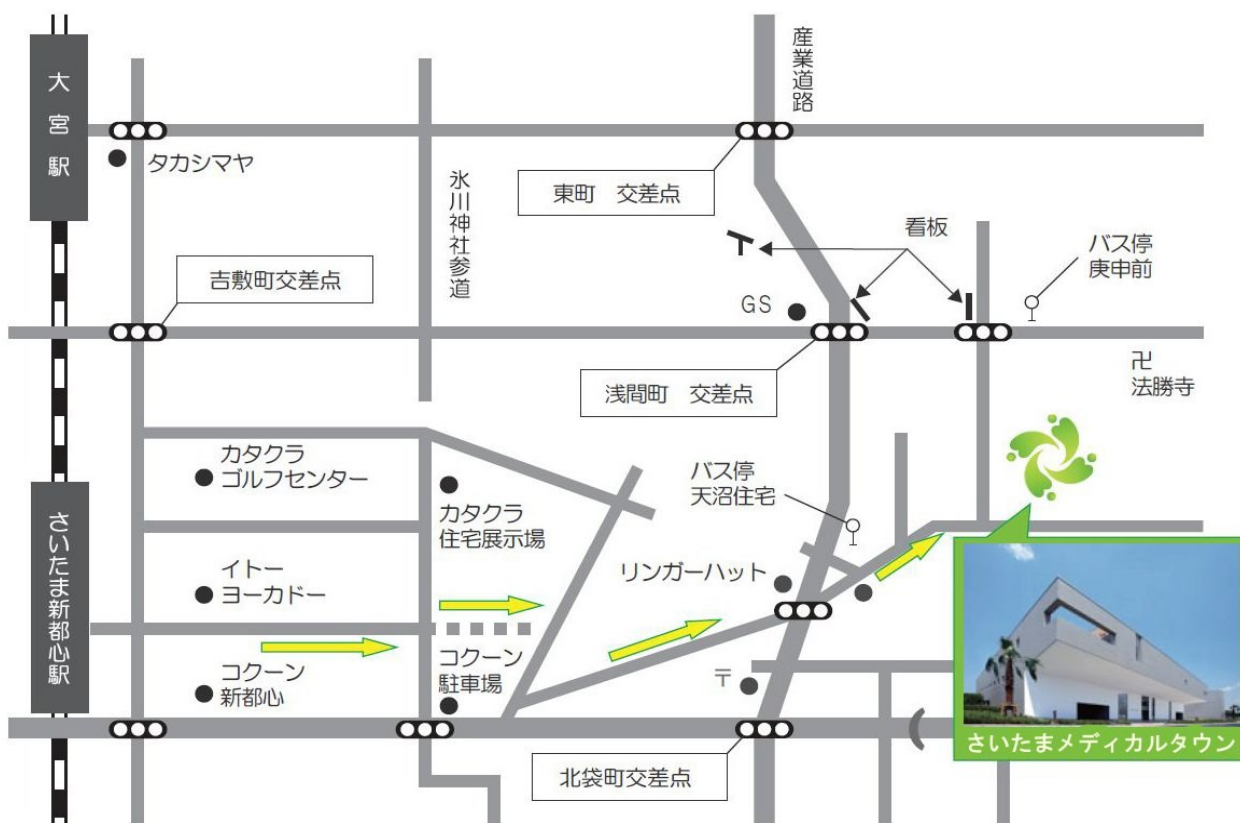 産業道路
大宮駅
タカシマヤ
氷川神社参道
東町　交差点
看板
バス停
庚申前
吉敷町交差点
GS
浅間町　交差点
卍
法勝寺
カタクラ
ゴルフセンター
カタクラ
住宅展示場
バス停
天沼住宅
さいたま新都心駅
イトー
ヨーカドー
リンガーハット
コクーン
新都心
コクーン
駐車場
〒
北袋町交差点
さいたまメディカルタウン